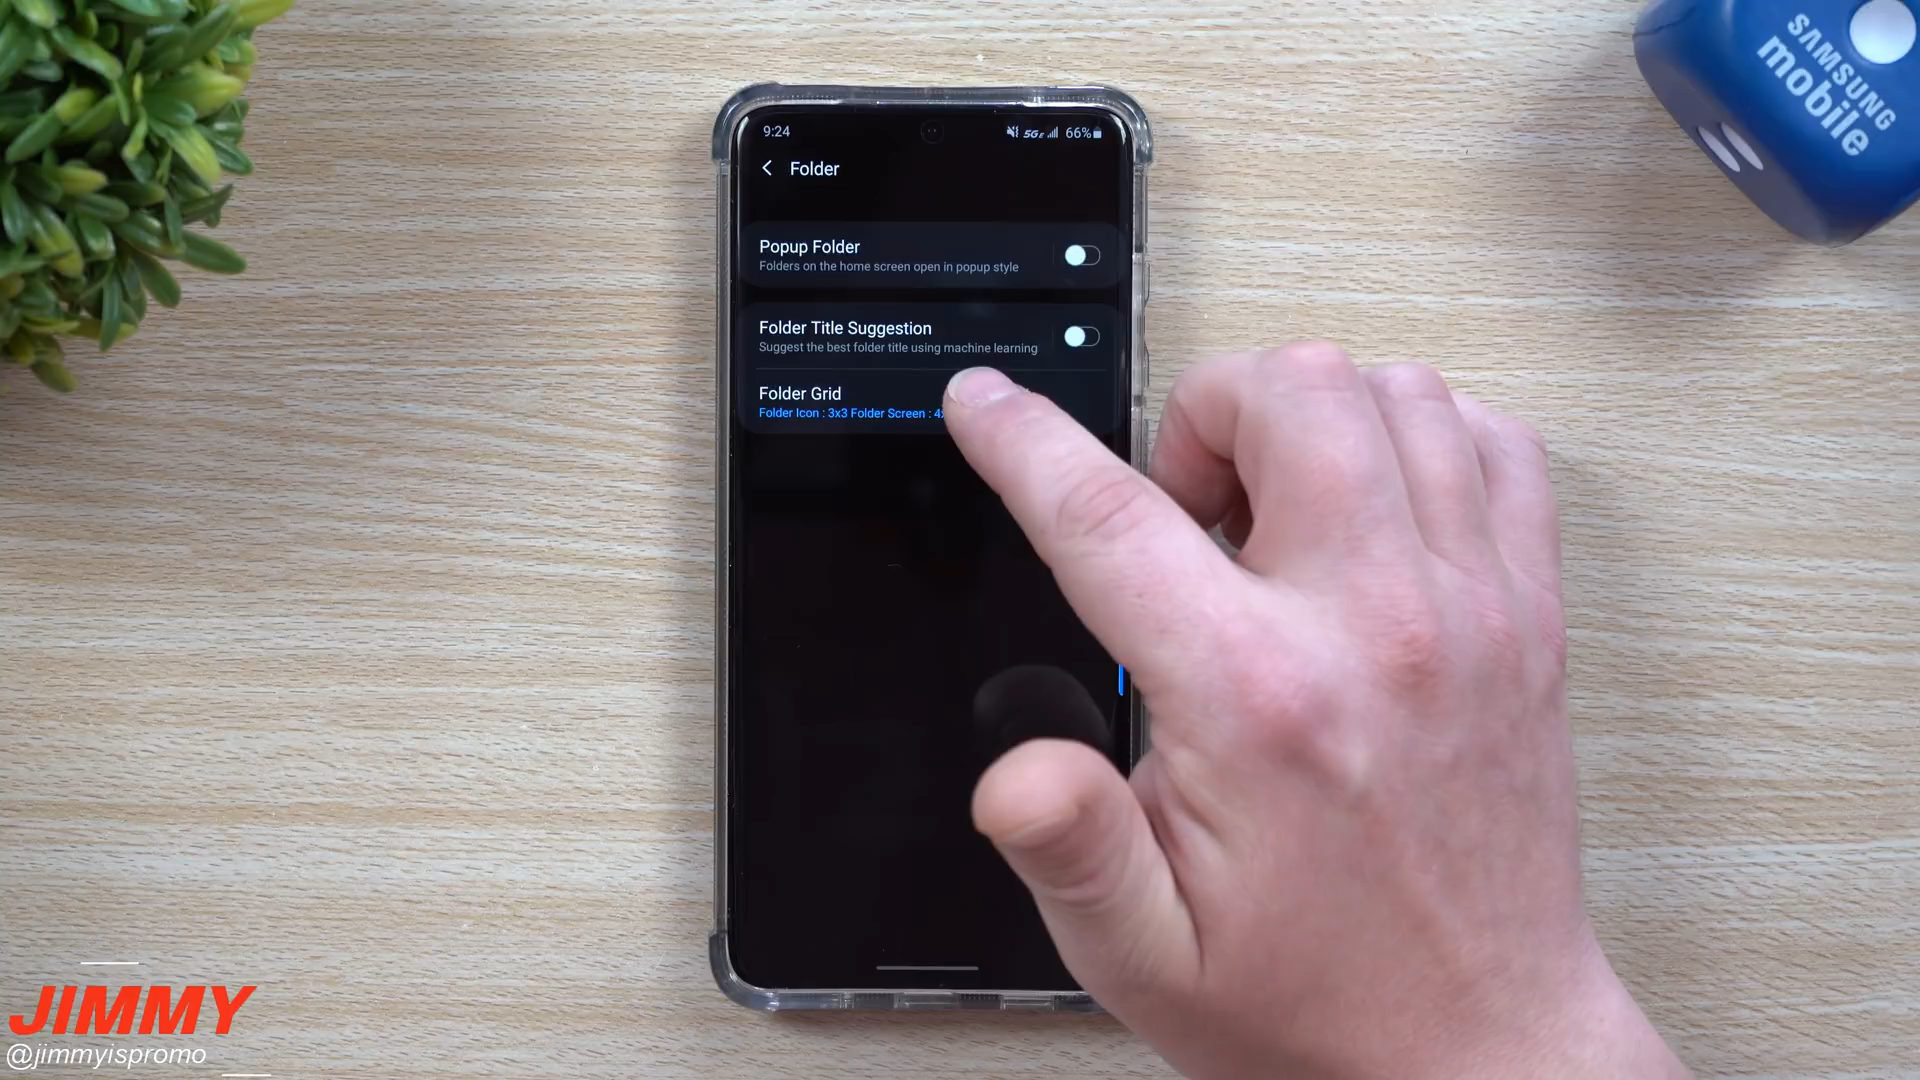 SAMSUNG
mobile
9:24
5GE
66%
Folder
Popup Folder
Folders on the home screen open in popup style
Folder Title Suggestion
Suggest the best folder title using machine learning
Folder Grid
Folder Icon : 3x3 Folder Screen :
JIMMY
@jimmyispromo